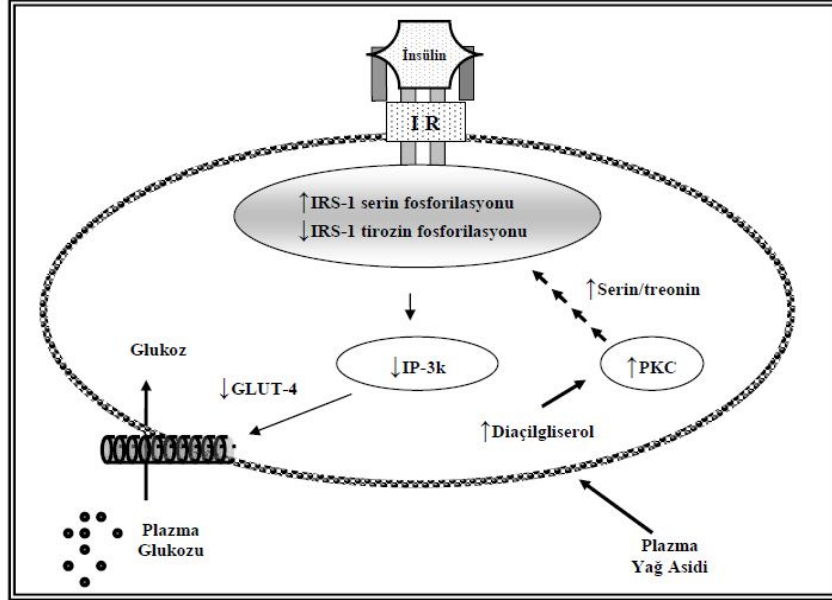 İnsülin
I R
↑IRS-1 serin fosforilasyonu
↓IRS-1 tirozin fosforilasyonu
↑Serin/treonin
Glukoz
↓IP-3k
↑PKC
↓GLUT-4
↑Diaçilgliserol
Plazma
Glukozu
Plazma
Yağ Asidi